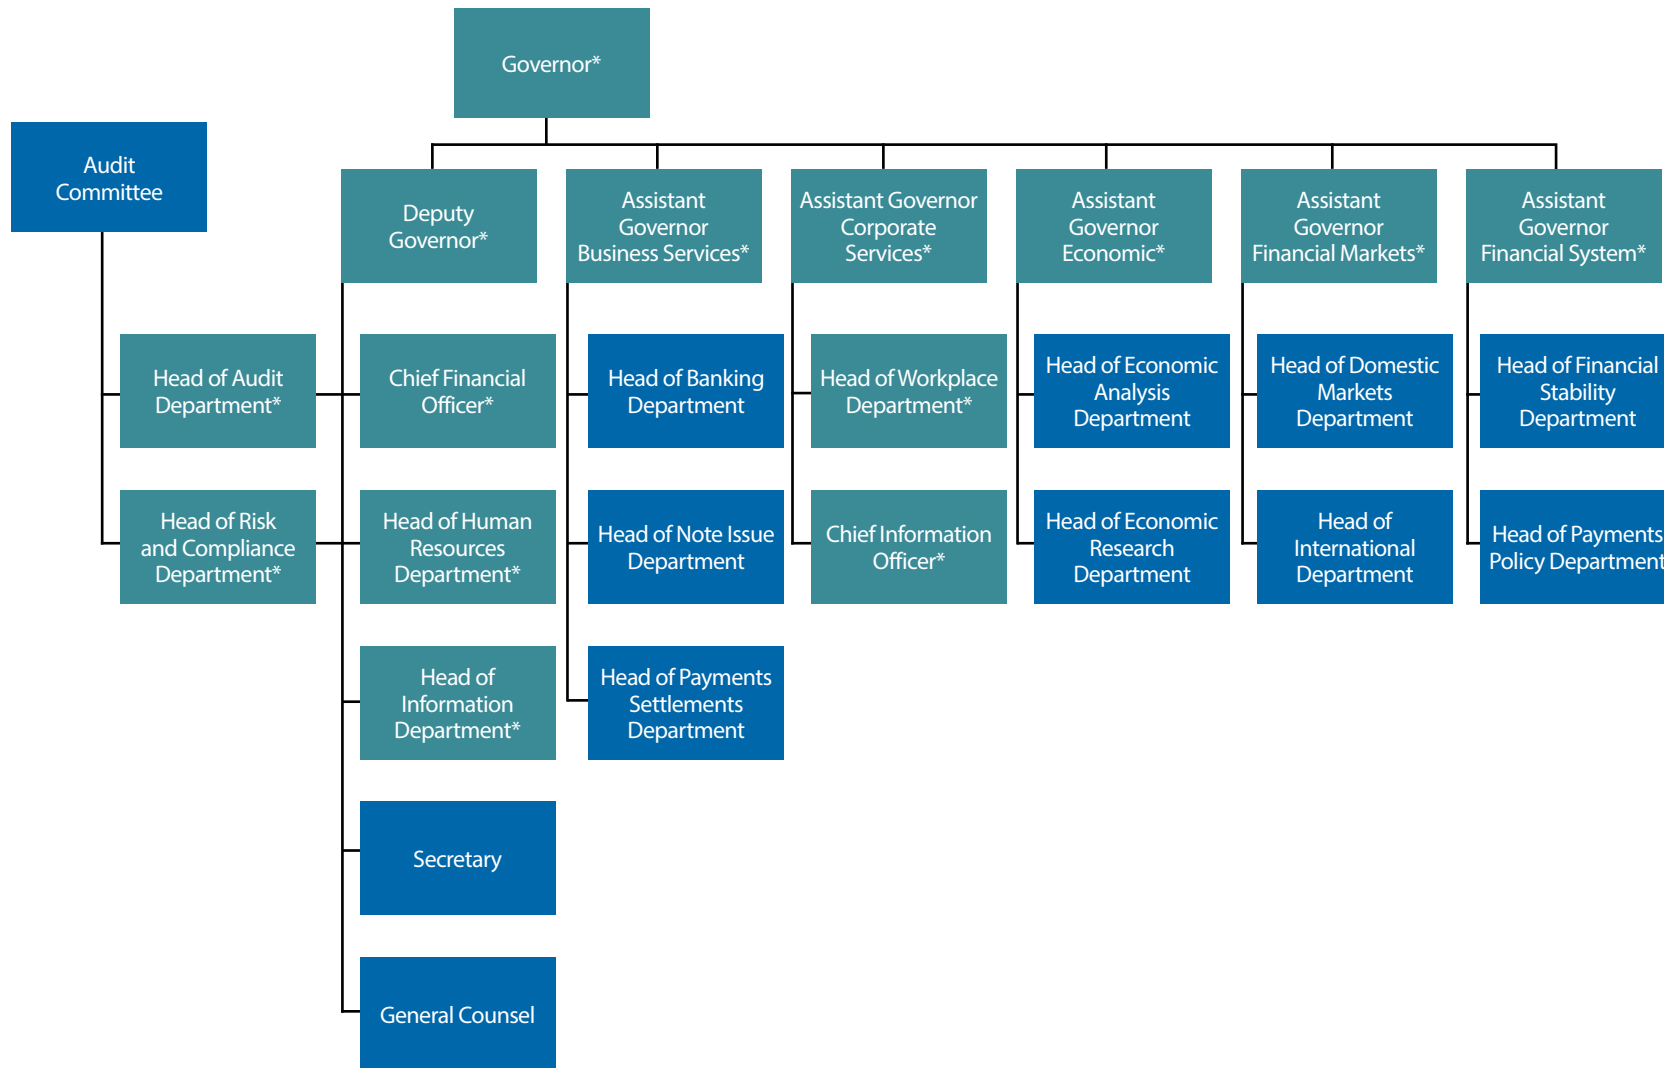 Governor*
Audit
Committee
Deputy
Governor*
Assistant
Governor
Business Services*
Assistant Governor
Corporate
Services*
Assistant
Governor
Economic*
Assistant
Governor
Financial Markets*
Assistant
Governor
Financial System*
Head of Audit
Department*
Chief Financial
Officer*
Head of Banking
Department
Head of Workplace
Department*
Head of Economic
Analysis
Department
Head of Domestic
Markets
Department
Head of Financial
Stability
Department
Head of Risk
and Compliance
Department*
Head of Human
Resources
Department*
Head of Note Issue
Department
Chief Information
Officer*
Head of Economic
Research
Department
Head of
International
Department
Head of Payments
Policy Department
Head of
Information
Department*
Head of Payments
Settlements
Department
Secretary
General Counsel